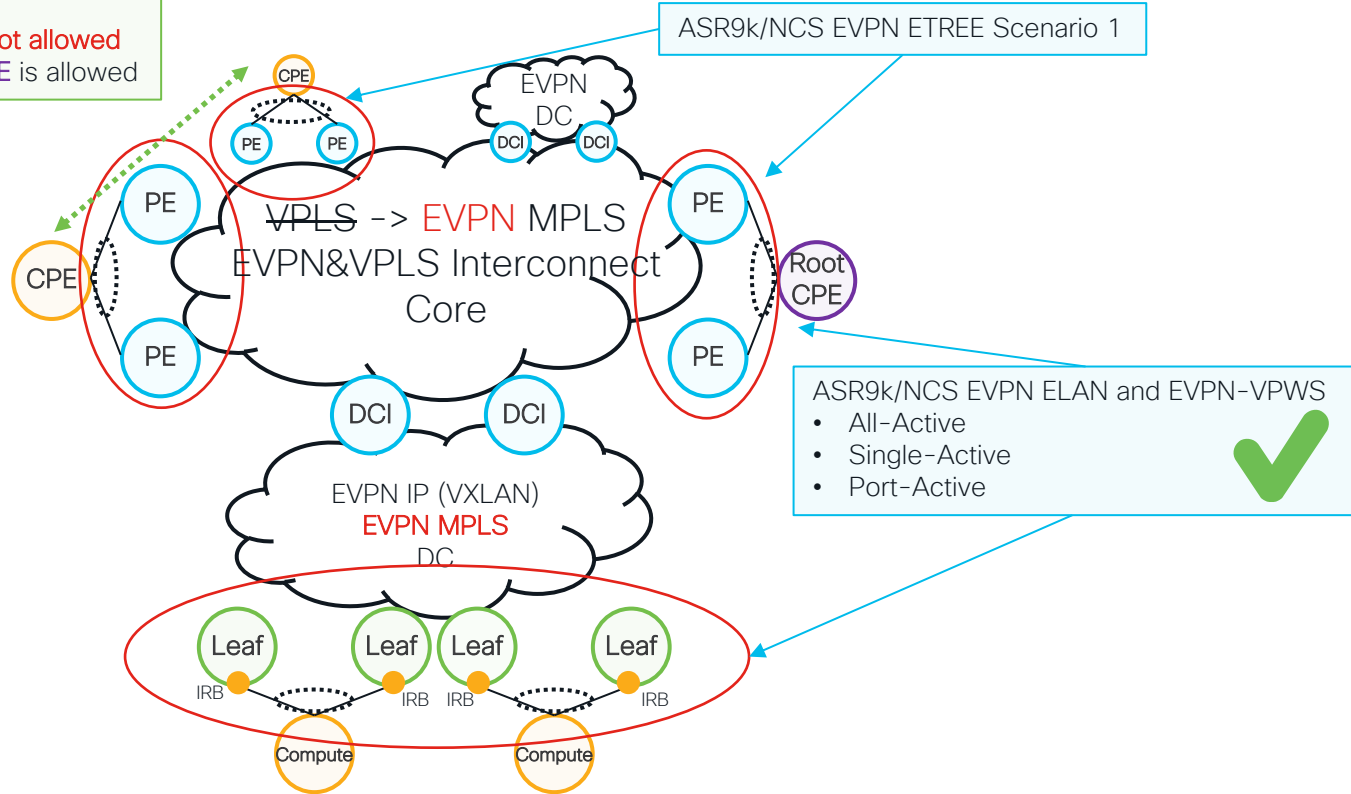 ot allowed
E is allowed
ASR9k/NCS EVPN ETREE Scenario 1
CPE
PE
PE
EVPN
DC
DCI
DCI
PE
PE
CPE
VPLS -> EVPN MPLS
EVPN&VPLS Interconnect
Core
PE
PE
Root
CPE
ASR9k/NCS EVPN ELAN and EVPN-VPWS
• All-Active
• Single-Active
• Port-Active
DCI
DCI
EVPN IP (VXLAN)
EVPN MPLS
DC
Leaf
Leaf
Leaf
Leaf
IRB
IRB
IRB
IRB
Compute
Compute